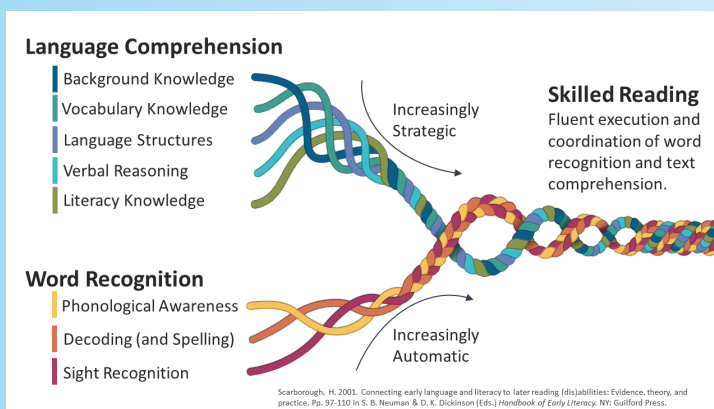 Language Comprehension
Background Knowledge
Vocabulary Knowledge
Language Structures
Verbal Reasoning
Literacy Knowledge
Increasingly
Strategic
Skilled Reading
Fluent execution and
coordination of word
recognition and text
comprehension.
Word Recognition
Phonological Awareness
Decoding (and Spelling)
Sight Recognition
Increasingly
Automatic
Scarborough, H. 2001. Connecting early language and literacy to later reading (dis)abilities: Evidence, theory, and
practice. Pp. 97-110 in S. B. Neuman & D. K. Dickinson (Eds.) Handbook of Early Literacy. NY: Guilford Press.